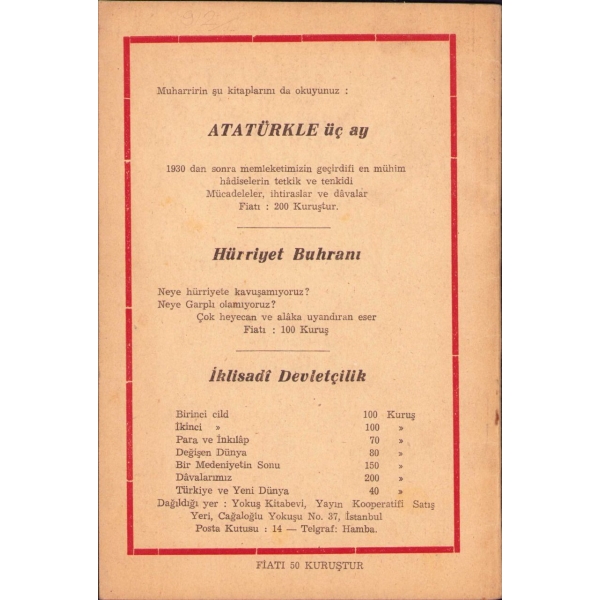 Muharririn şu kitaplarını da okuyunuz :
ATATÜRKLE üç ay
1930 dan sonra memleketimizin geçirdifi en mühim
hâdiselerin tetkik ve tenkidi
Mücadeleler, ihtiraslar ve dâvalar
Fiatı : 200 Kuruştur.
Hürriyet Buhranı
Neye hürriyete kavuşamıyoruz?
Neye Garplı olamıyoruz?
Çok heyecan ve alâka uyandıran eser
Fiatı : 100 Kuruş
İklisadî Devletçilik
Birinci cild 100 Kuruş
Ikinci » 100 »
Para ve İnkılâp 70 »
Değişen Dünya 80 »
Bir Medeniyetin Sonu 150 »
Dâvalarımız 200 »
Türkiye ve Yeni Dünya 40 »
Dağıldığı yer : Yokuş Kitabevi, Yayın Kooperatifi Satış
Yeri, Cağaloğlu Yokuşu No. 37, İstanbul
Posta Kutusu : 14 — Telgraf: Hamba.
FİATI 50 KURUŞTUR